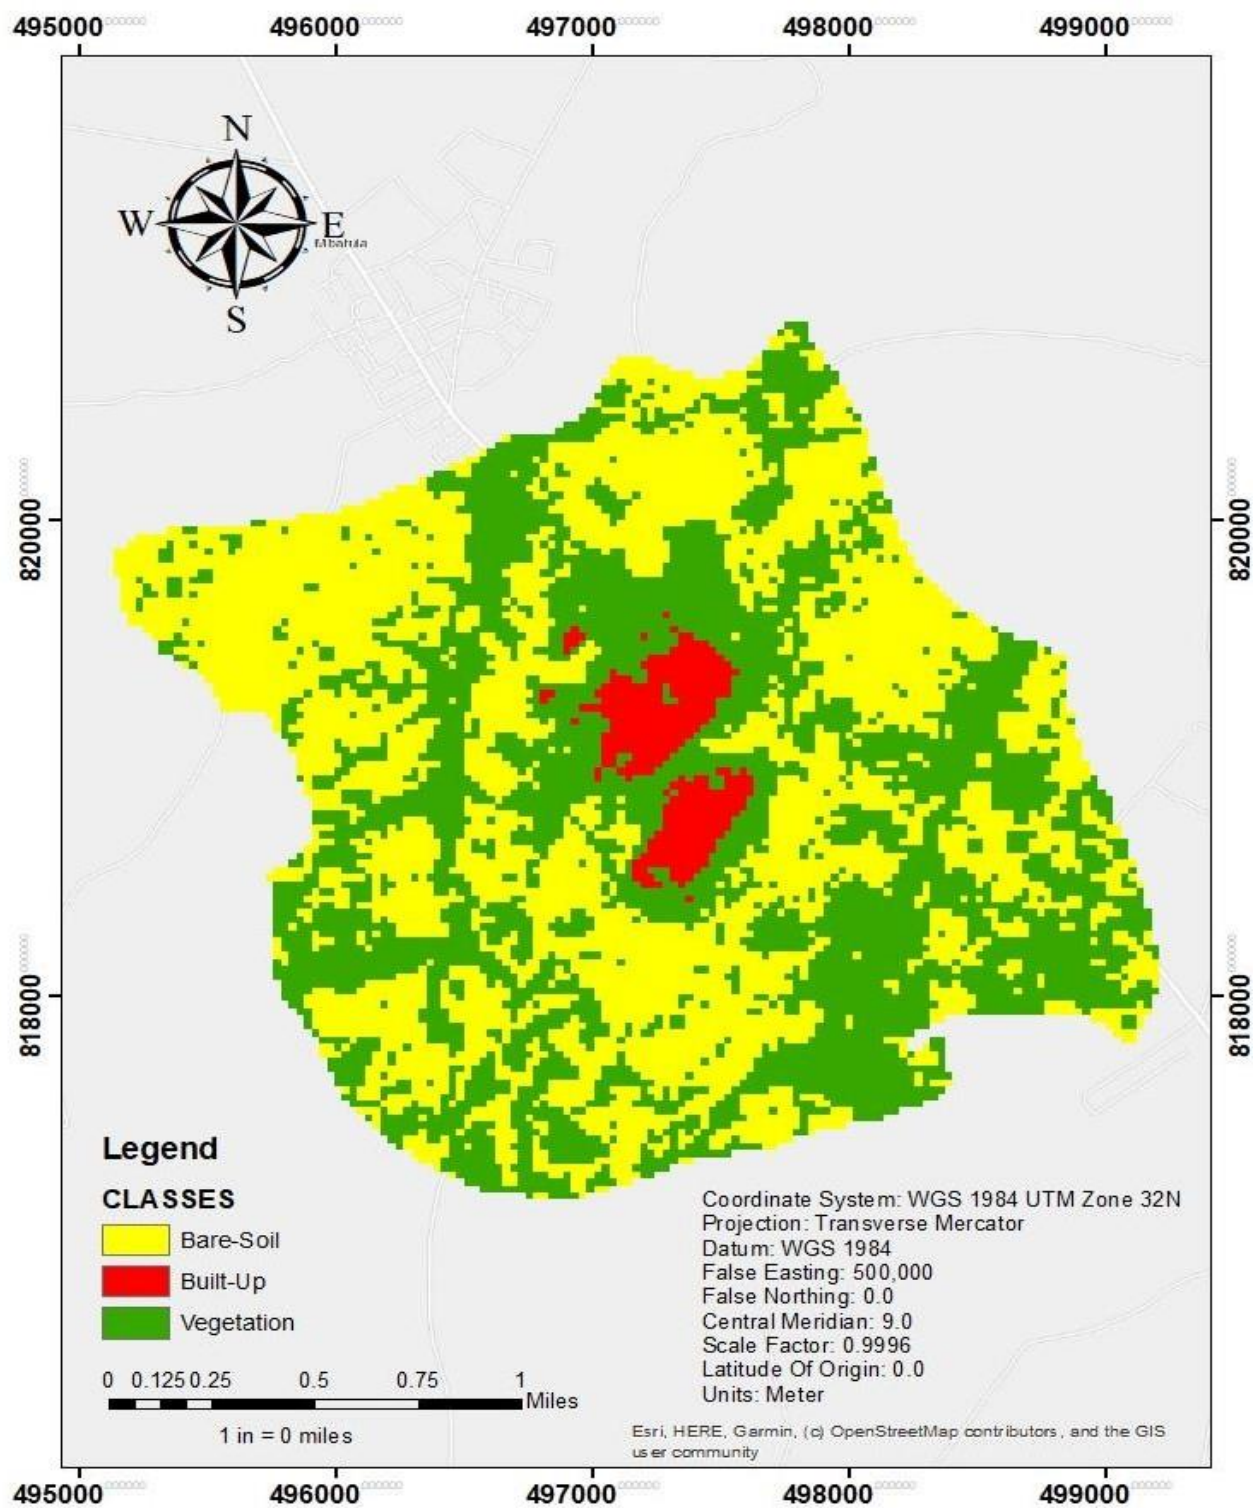 495000 496000 497000 498000 499000
N
W E
S
820000 820000
818000 818000
Legend
CLASSES
Bare-Soil
Built-Up
Vegetation
0 0.125 0.25 0.5 0.75 1
Miles
1 in = 0 miles
Coordinate System: WGS 1984 UTM Zone 32N
Projection: Transverse Mercator
Datum: WGS 1984
False Easting: 500,000
False Northing: 0.0
Central Meridian: 9.0
Scale Factor: 0.9996
Latitude Of Origin: 0.0
Units: Meter
Esri, HERE, Garmin, (c) OpenStreetMap contributors, and the GIS
user community
495000 496000 497000 498000 499000